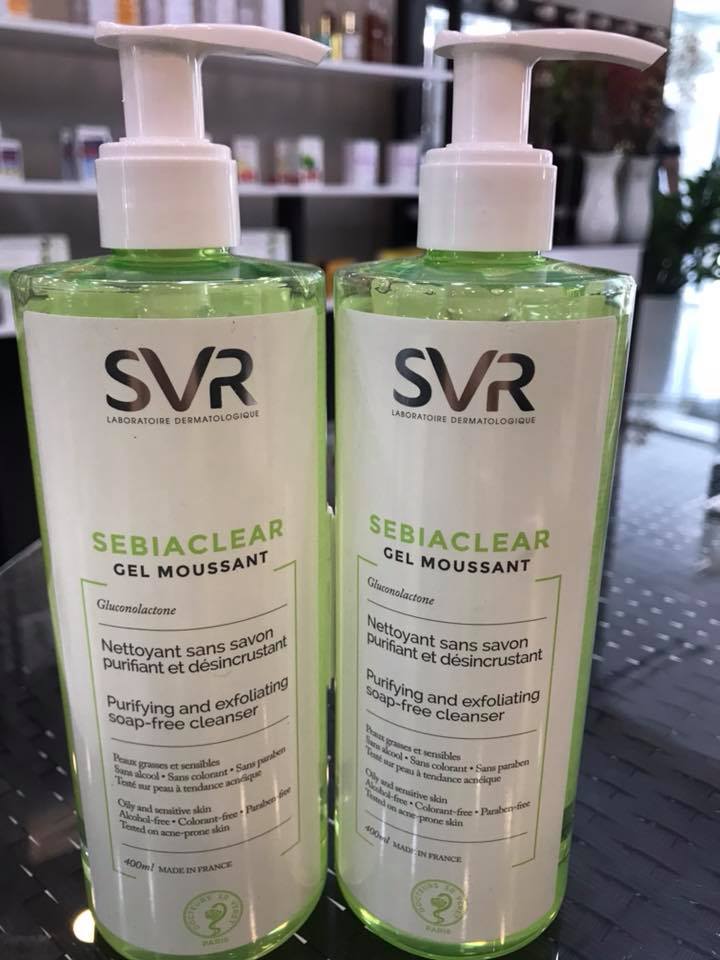 SVR
LABORATOIRE DERMATOLOGIQUE
SEBIACLEAR
GEL MOUSSANT
Gluconolactone
Nettoyant sans savon
purifiant et désincrustant
Purifying and exfoliating
soap-free cleanser
Peaux grasses et sensibles
Sans alcool • Sans colorant • Sans paraben
Testé sur peau à tendance acnéique
Oily and sensitive skin
Alcohol-free • Colorant-free • Paraben-free
Tested on acne-prone skin
400ml MADE IN FRANCE
PARIS
SVR
LABORATOIRE DERMATOLOGIQUE
SEBIACLEAR
GEL MOUSSANT
Gluconolactone
Nettoyant sans savon
purifiant et désincrustant
Purifying and exfoliating
soap-free cleanser
Peaux grasses et sensibles
Sans alcool • Sans colorant • Sans paraben
Testé sur peau à tendance acnéique
Oily and sensitive skin
Alcohol-free • Colorant-free • Paraben-free
Tested on acne-prone skin
400ml MADE IN FRANCE
PARIS